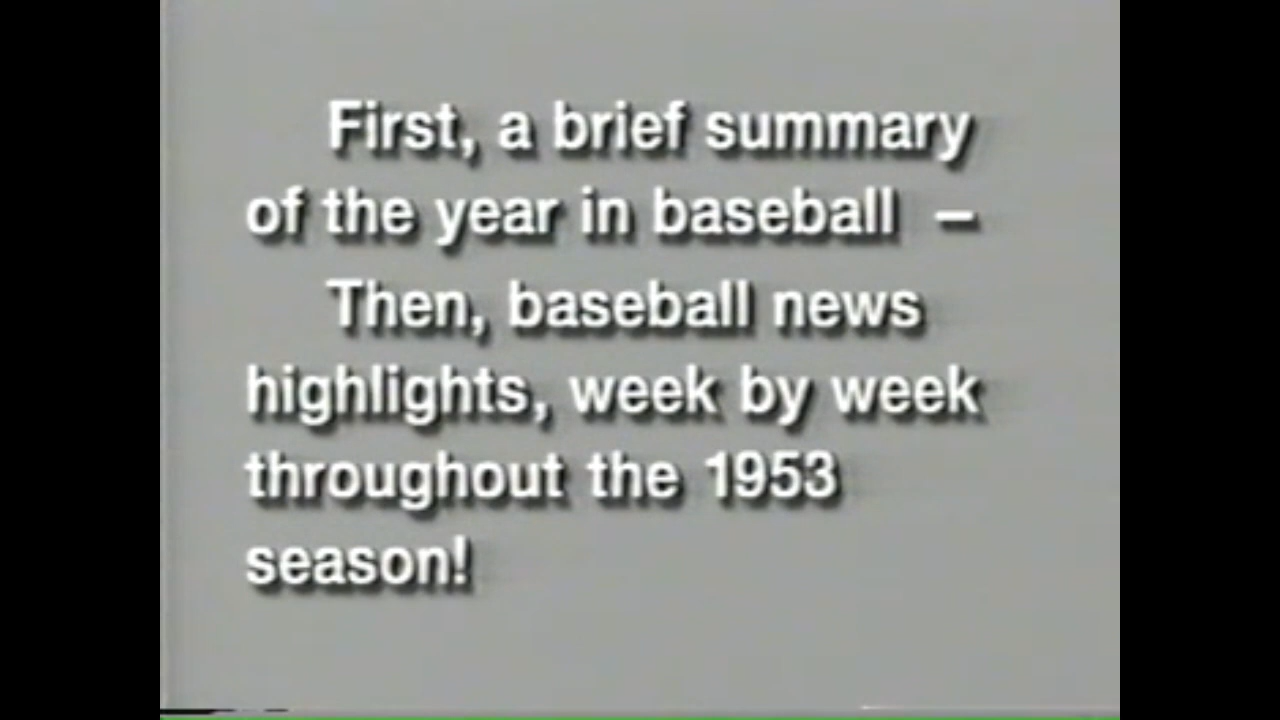 First, a brief summary
of the year in baseball –
Then, baseball news
highlights, week by week
throughout the 1953
season!